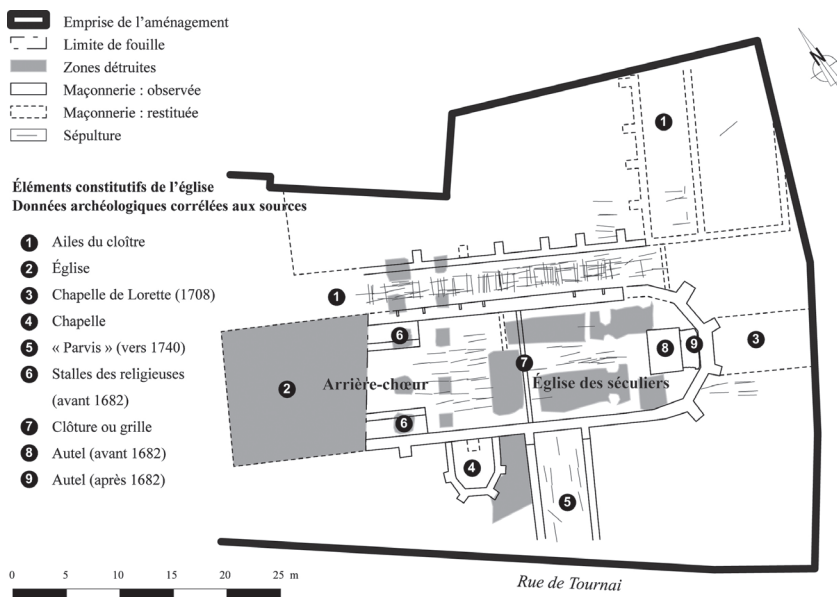 Emprise de l'aménagement
Limite de fouille
Zones détruites
Maçonnerie : observée
Maçonnerie : restituée
Sépulture
N
Éléments constitutifs de l'église
Données archéologiques corrélées aux sources
1 Ailes du cloître
2 Église
3 Chapelle de Lorette (1708)
4 Chapelle
5 « Parvis » (vers 1740)
6 Stalles des religieuses
(avant 1682)
7 Clôture ou grille
8 Autel (avant 1682)
9 Autel (après 1682)
1
1
6
7
8
9
3
2
Arrière-chœur
Église des séculiers
6
4
5
0 5 10 15 20 25 m
Rue de Tournai